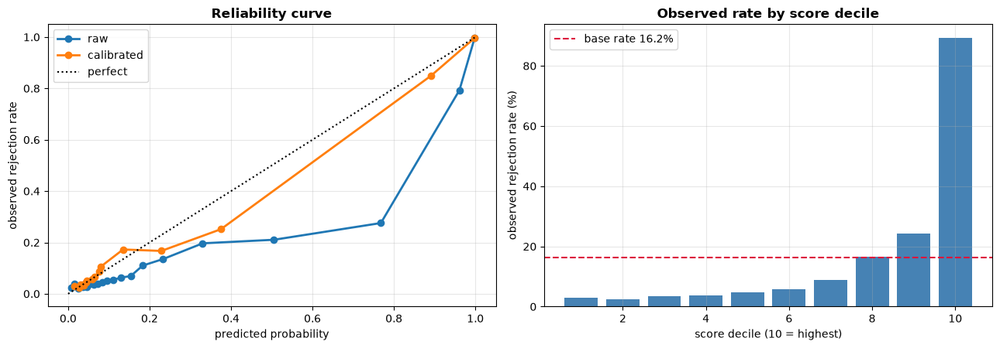 Reliability curve
raw
calibrated
perfect
observed rejection rate
1.0
0.8
0.6
0.4
0.2
0.0
0.0 0.2 0.4 0.6 0.8 1.0
predicted probability
Observed rate by score decile
base rate 16.2%
observed rejection rate (%)
80
60
40
20
0
2 4 6 8 10
score decile (10 = highest)